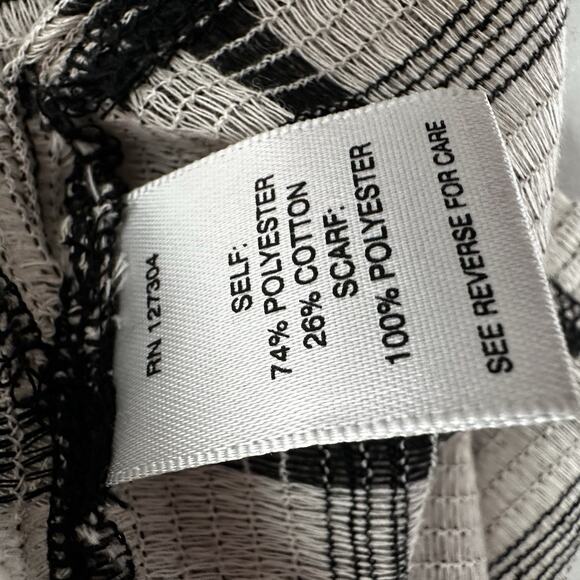 RN 127304
SELF:
74% POLYESTER
26% COTTON
SCARF:
100% POLYESTER
SEE REVERSE FOR CARE